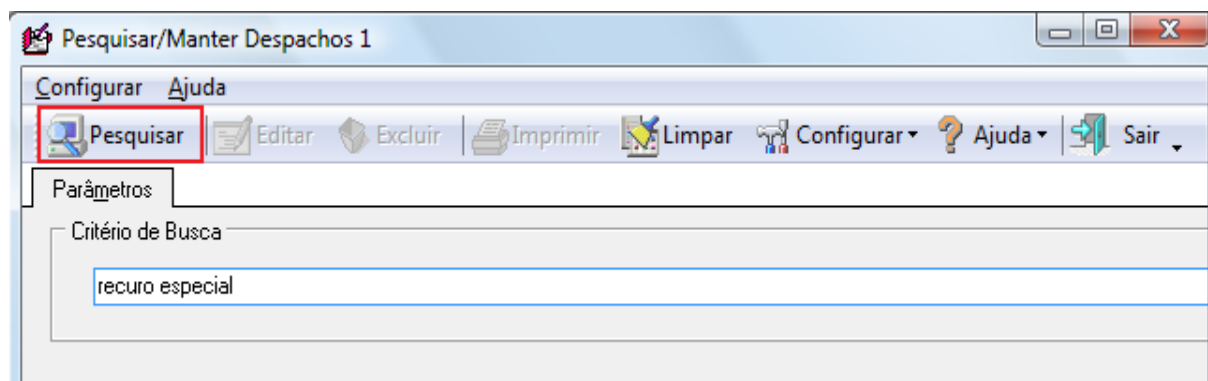 Pesquisar/Manter Despachos 1
Configurar Ajuda
Pesquisar Editar Excluir Imprimir Limpar Configurar Ajuda Sair
Parâmetros
Critério de Busca
recuro especial